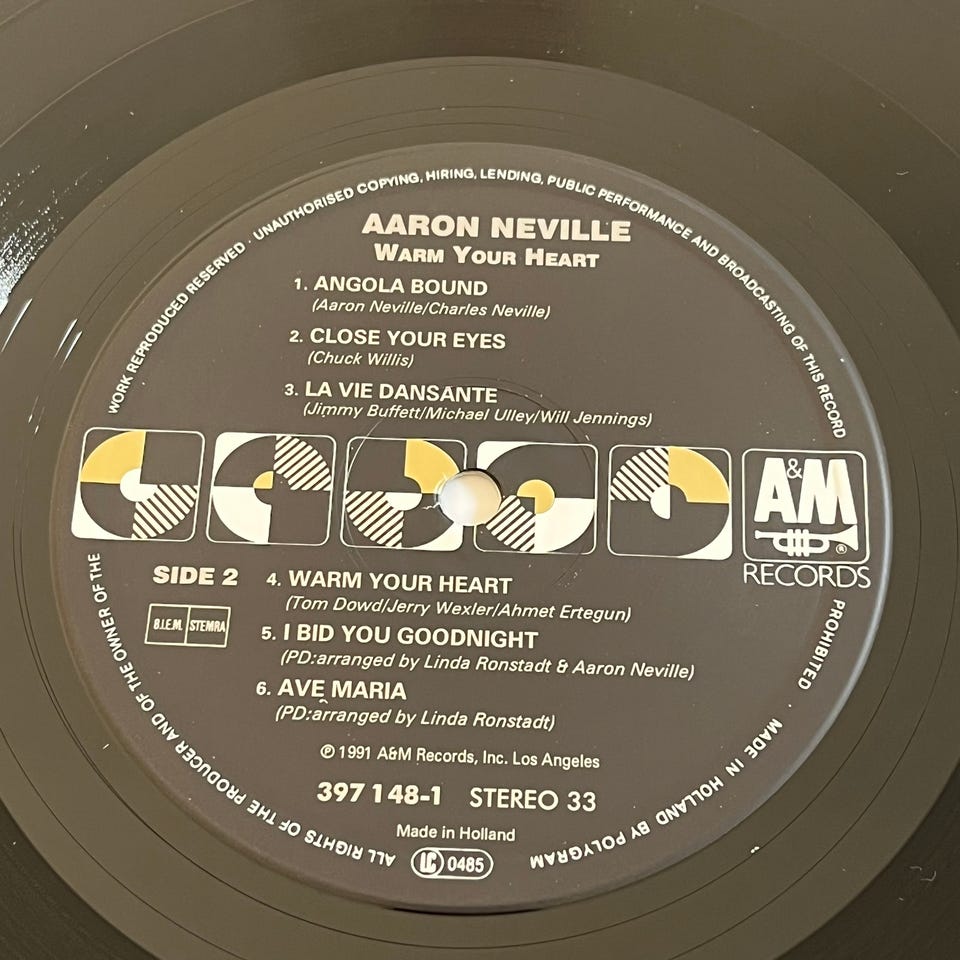 WORK REPRODUCED RESERVED · UNAUTHORISED COPYING, HIRING, LENDING, PUBLIC PERFORMANCE AND BROADCASTING OF THIS RECORD
AARON NEVILLE
WARM YOUR HEART
1. ANGOLA BOUND
(Aaron Neville/Charles Neville)
2. CLOSE YOUR EYES
(Chuck Willis)
3. LA VIE DANSANTE
(Jimmy Buffett/Michael Ulley/Will Jennings)
A&M
®
RECORDS
SIDE 2
B.I.E.M. STEMRA
4. WARM YOUR HEART
(Tom Dowd/Jerry Wexler/Ahmet Ertegun)
5. I BID YOU GOODNIGHT
(PD:arranged by Linda Ronstadt & Aaron Neville)
6. AVE MARIA
(PD:arranged by Linda Ronstadt)
℗ 1991 A&M Records, Inc. Los Angeles
397 148-1 STEREO 33
Made in Holland
LC 0485
PROHIBITED · MADE IN HOLLAND BY POLYGRAM
ALL RIGHTS OF THE PRODUCER AND OF THE OWNER OF THE